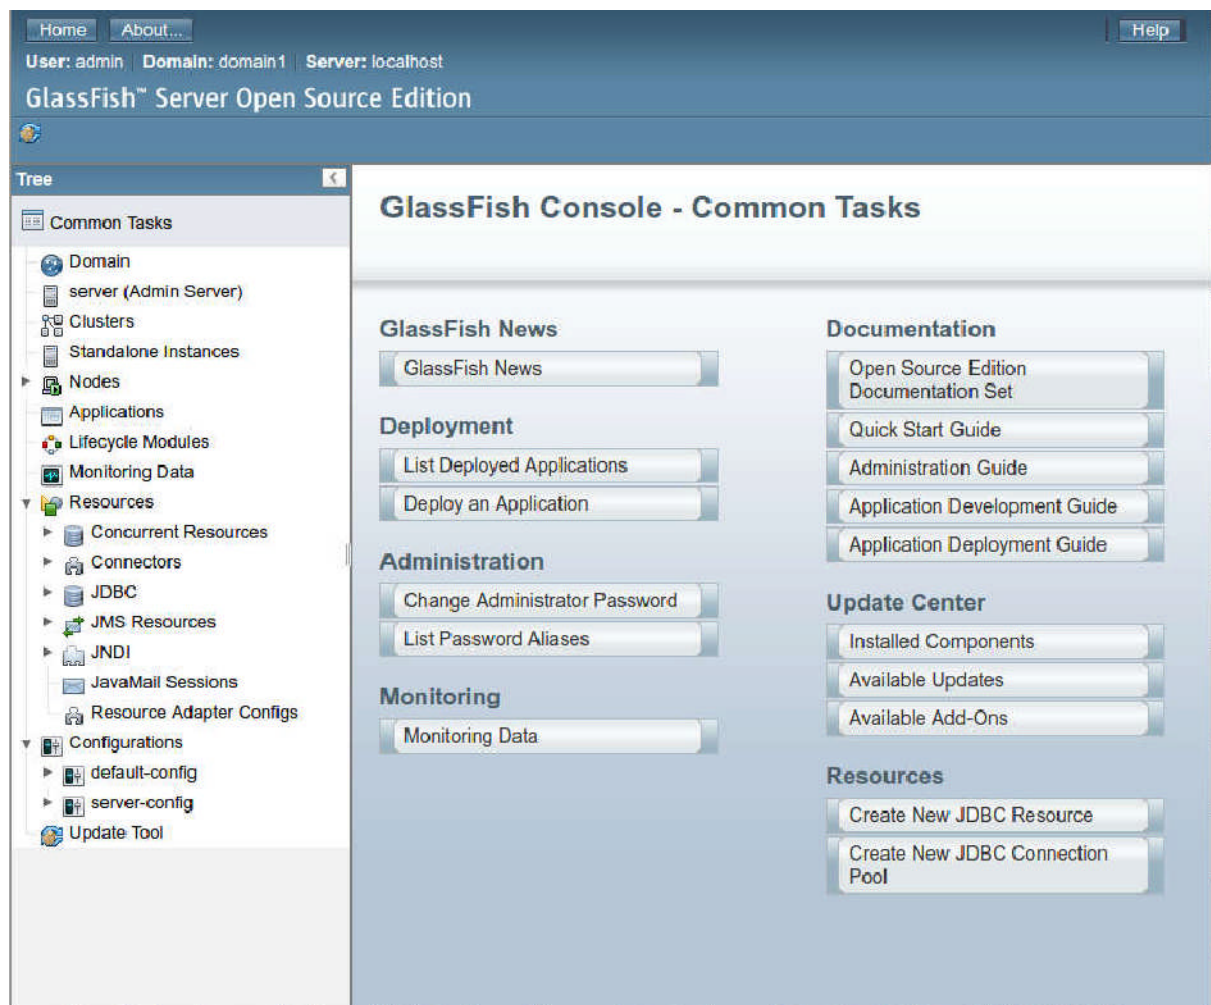 Home About... Help
User: admin Domain: domain1 Server: localhost
GlassFish™ Server Open Source Edition
Tree
Common Tasks
Domain
server (Admin Server)
Clusters
Standalone Instances
Nodes
Applications
Lifecycle Modules
Monitoring Data
Resources
Concurrent Resources
Connectors
JDBC
JMS Resources
JNDI
JavaMail Sessions
Resource Adapter Configs
Configurations
default-config
server-config
Update Tool
GlassFish Console - Common Tasks
GlassFish News
GlassFish News
Deployment
List Deployed Applications
Deploy an Application
Administration
Change Administrator Password
List Password Aliases
Monitoring
Monitoring Data
Documentation
Open Source Edition
Documentation Set
Quick Start Guide
Administration Guide
Application Development Guide
Application Deployment Guide
Update Center
Installed Components
Available Updates
Available Add-Ons
Resources
Create New JDBC Resource
Create New JDBC Connection
Pool